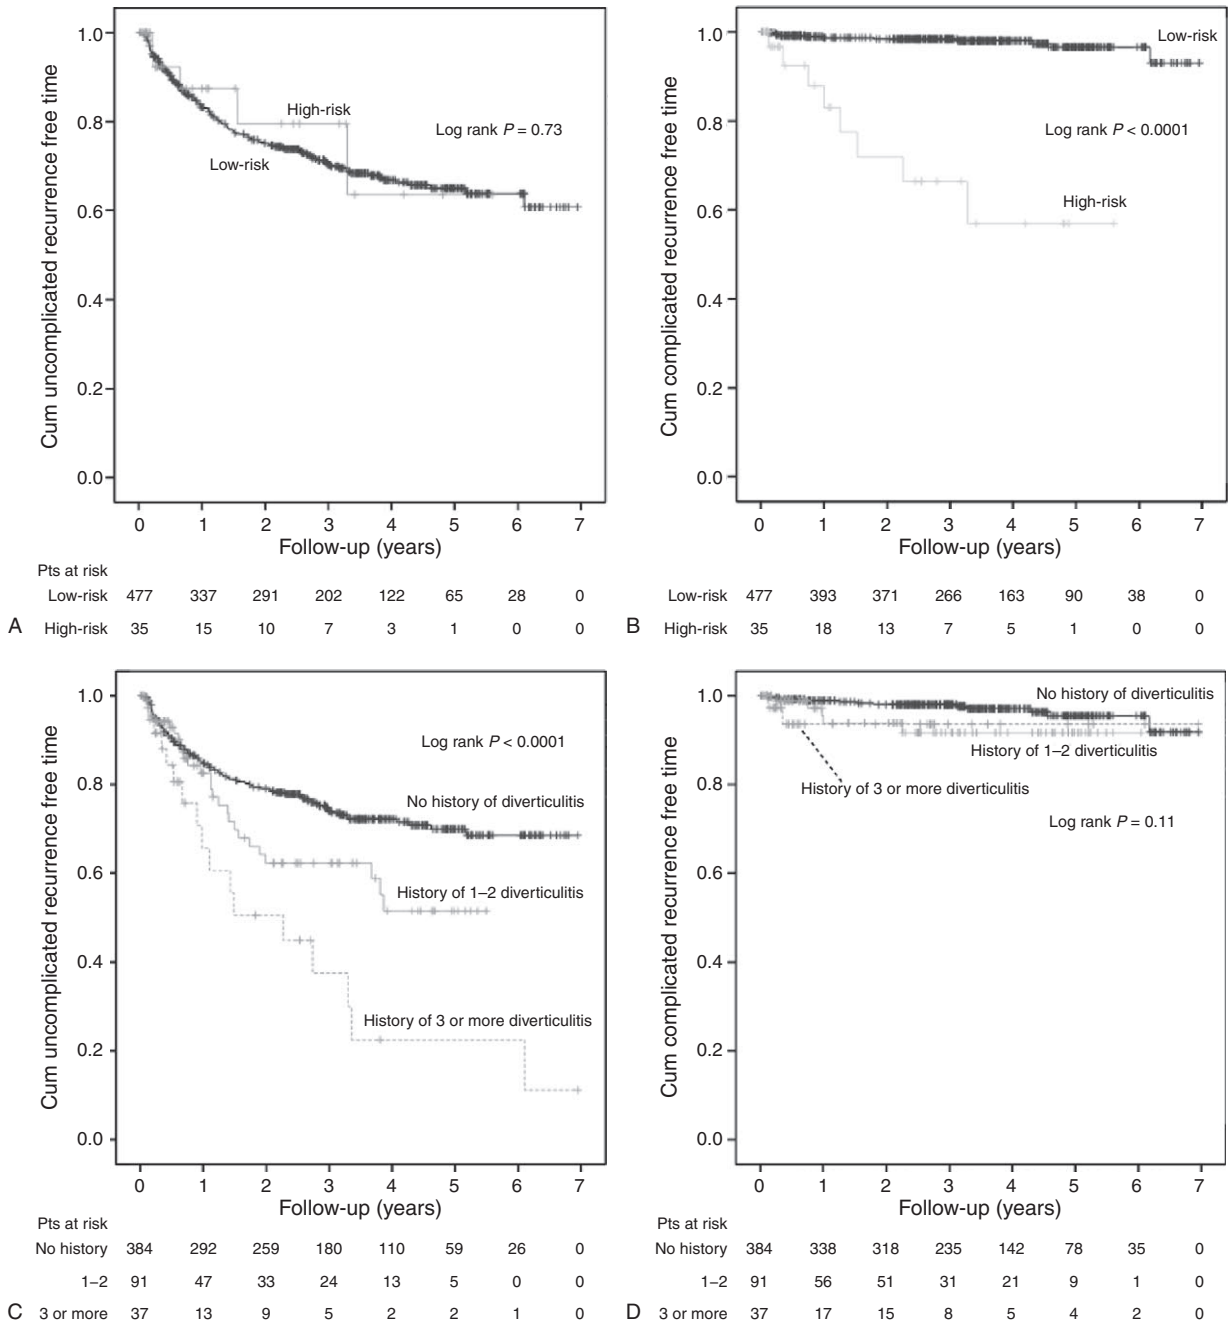 Cum uncomplicated recurrence free time
1.0
0.8
0.6
0.4
0.2
0.0
High-risk
Low-risk
Log rank P = 0.73
0 1 2 3 4 5 6 7
Follow-up (years)
Pts at risk
Low-risk 477 337 291 202 122 65 28 0
A High-risk 35 15 10 7 3 1 0 0
Cum complicated recurrence free time
1.0
0.8
0.6
0.4
0.2
0.0
Low-risk
Log rank P < 0.0001
High-risk
0 1 2 3 4 5 6 7
Follow-up (years)
Low-risk 477 393 371 266 163 90 38 0
B High-risk 35 18 13 7 5 1 0 0
Cum uncomplicated recurrence free time
1.0
0.8
0.6
0.4
0.2
0.0
Log rank P < 0.0001
No history of diverticulitis
History of 1–2 diverticulitis
History of 3 or more diverticulitis
0 1 2 3 4 5 6 7
Follow-up (years)
Pts at risk
No history 384 292 259 180 110 59 26 0
1–2 91 47 33 24 13 5 0 0
C 3 or more 37 13 9 5 2 2 1 0
Cum complicated recurrence free time
1.0
0.8
0.6
0.4
0.2
0.0
No history of diverticulitis
History of 1–2 diverticulitis
History of 3 or more diverticulitis
Log rank P = 0.11
0 1 2 3 4 5 6 7
Follow-up (years)
Pts at risk
No history 384 338 318 235 142 78 35 0
1–2 91 56 51 31 21 9 1 0
D 3 or more 37 17 15 8 5 4 2 0